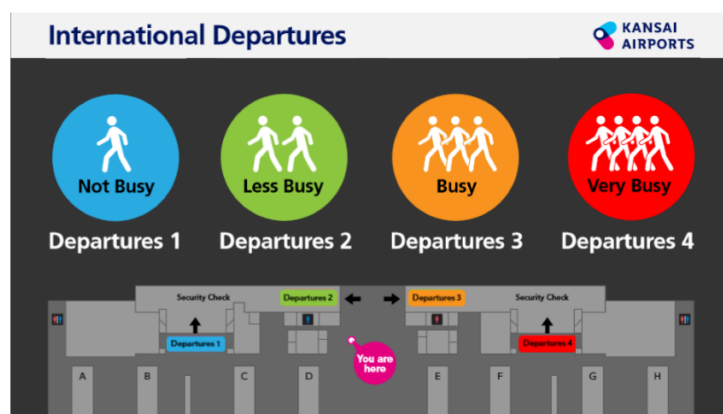 International Departures
KANSAI
AIRPORTS
Not Busy
Less Busy
Busy
Very Busy
Departures 1
Departures 2
Departures 3
Departures 4
Security Check
Departures 2
Departures 3
Security Check
Departures 1
Departures 4
You are
here
A
B
C
D
E
F
G
H